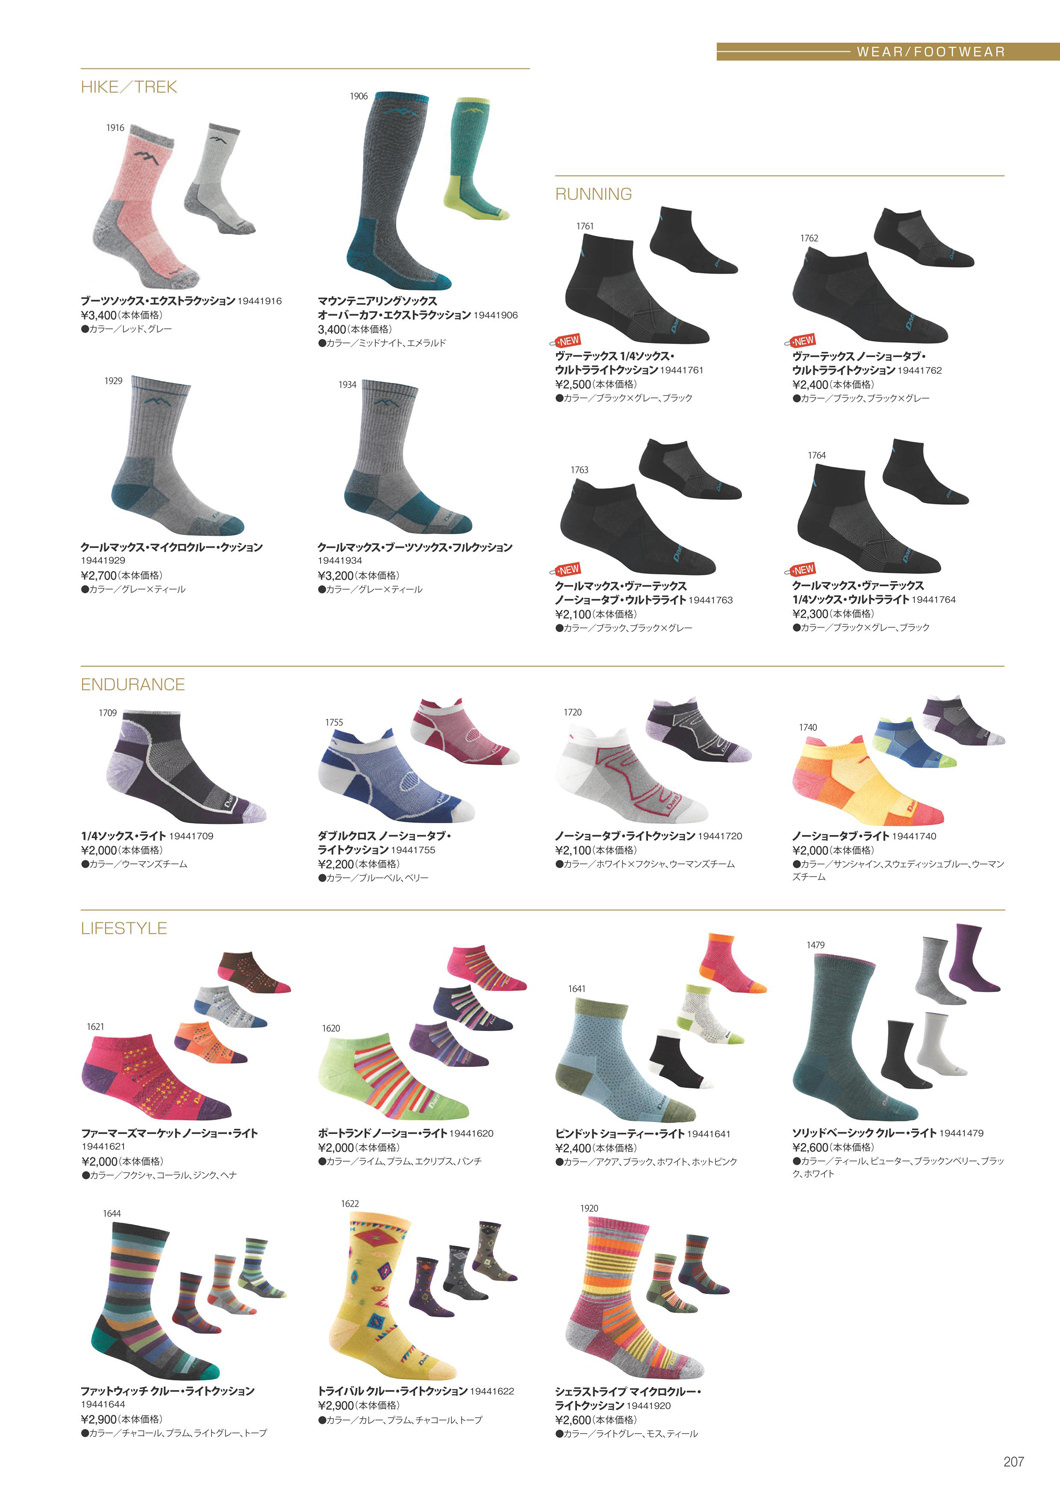 WEAR/FOOTWEAR
HIKE／TREK
1916
ブーツソックス・エクストラクッション 19441916
¥3,400(本体価格)
●カラー／レッド、グレー
1906
マウンテニアリングソックス
オーバーカフ・エクストラクッション 19441906
3,400(本体価格)
●カラー／ミッドナイト、エメラルド
1929
クールマックス・マイクロクルー・クッション
19441929
¥2,700(本体価格)
●カラー／グレー×ティール
1934
クールマックス・ブーツソックス・フルクッション
19441934
¥3,200(本体価格)
●カラー／グレー×ティール
RUNNING
1761
NEW
ヴァーテックス 1/4ソックス・
ウルトラライトクッション 19441761
¥2,500(本体価格)
●カラー／ブラック×グレー、ブラック
1762
NEW
ヴァーテックス ノーショータブ・
ウルトラライトクッション 19441762
¥2,400(本体価格)
●カラー／ブラック、ブラック×グレー
1763
NEW
クールマックス・ヴァーテックス
ノーショータブ・ウルトラライト 19441763
¥2,100(本体価格)
●カラー／ブラック、ブラック×グレー
1764
NEW
クールマックス・ヴァーテックス
1/4ソックス・ウルトラライト 19441764
¥2,300(本体価格)
●カラー／ブラック×グレー、ブラック
ENDURANCE
1709
1/4ソックス・ライト 19441709
¥2,000(本体価格)
●カラー／ウーマンズチーム
1755
ダブルクロス ノーショータブ・
ライトクッション 19441755
¥2,200(本体価格)
●カラー／ブルーベル、ベリー
1720
ノーショータブ・ライトクッション 19441720
¥2,100(本体価格)
●カラー／ホワイト×フクシャ、ウーマンズチーム
1740
ノーショータブ・ライト 19441740
¥2,000(本体価格)
●カラー／サンシャイン、スウェディッシュブルー、ウーマン
ズチーム
LIFESTYLE
1621
ファーマーズマーケットノーショー・ライト
19441621
¥2,000(本体価格)
●カラー／フクシャ、コーラル、ジンク、ヘナ
1620
ポートランドノーショー・ライト 19441620
¥2,000(本体価格)
●カラー／ライム、プラム、エクリプス、パンチ
1641
ピンドット ショーティー・ライト 19441641
¥2,400(本体価格)
●カラー／アクア、ブラック、ホワイト、ホットピンク
1479
ソリッドベーシック クルー・ライト 19441479
¥2,600(本体価格)
●カラー／ティール、ピューター、ブラックンベリー、ブラッ
ク、ホワイト
1644
ファットウィッチ クルー・ライトクッション
19441644
¥2,900(本体価格)
●カラー／チャコール、プラム、ライトグレー、トープ
1622
トライバル クルー・ライトクッション 19441622
¥2,900(本体価格)
●カラー／カレー、プラム、チャコール、トープ
1920
シェラストライプ マイクロクルー・
ライトクッション 19441920
¥2,600(本体価格)
●カラー／ライトグレー、モス、ティール
207